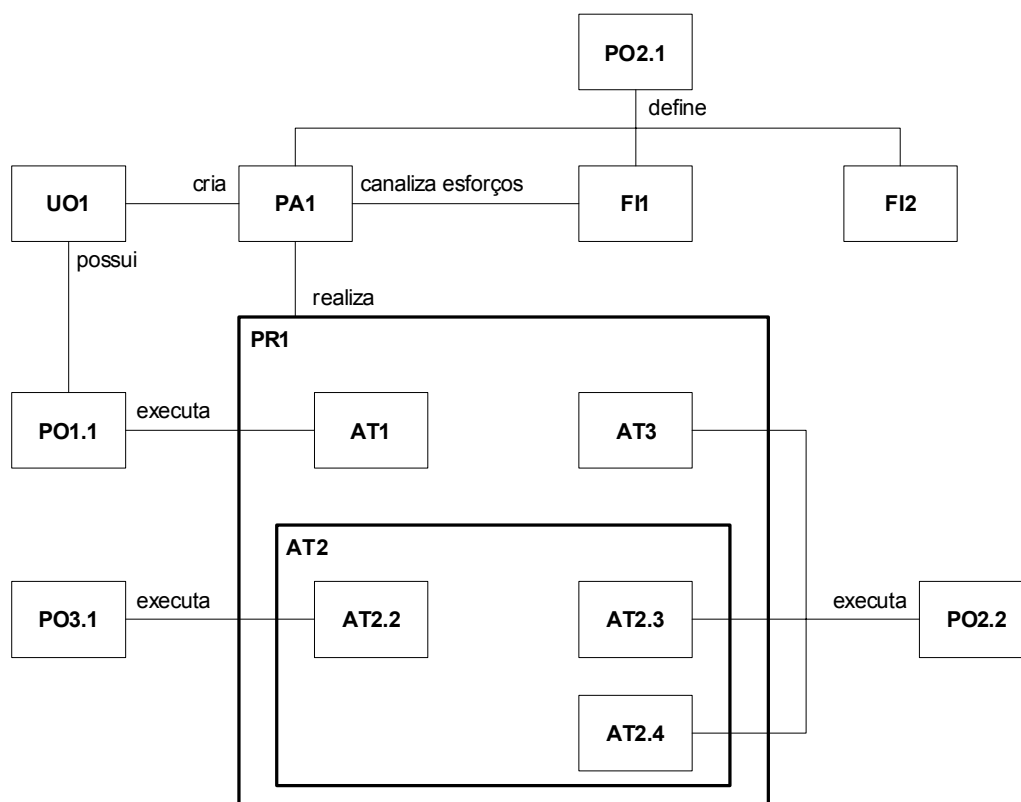 PO2.1
define
UO1
cria
PA1
canaliza esforços
FI1
FI2
possui
realiza
PR1
PO1.1
executa
AT1
AT3
AT2
PO3.1
executa
AT2.2
AT2.3
executa
PO2.2
AT2.4